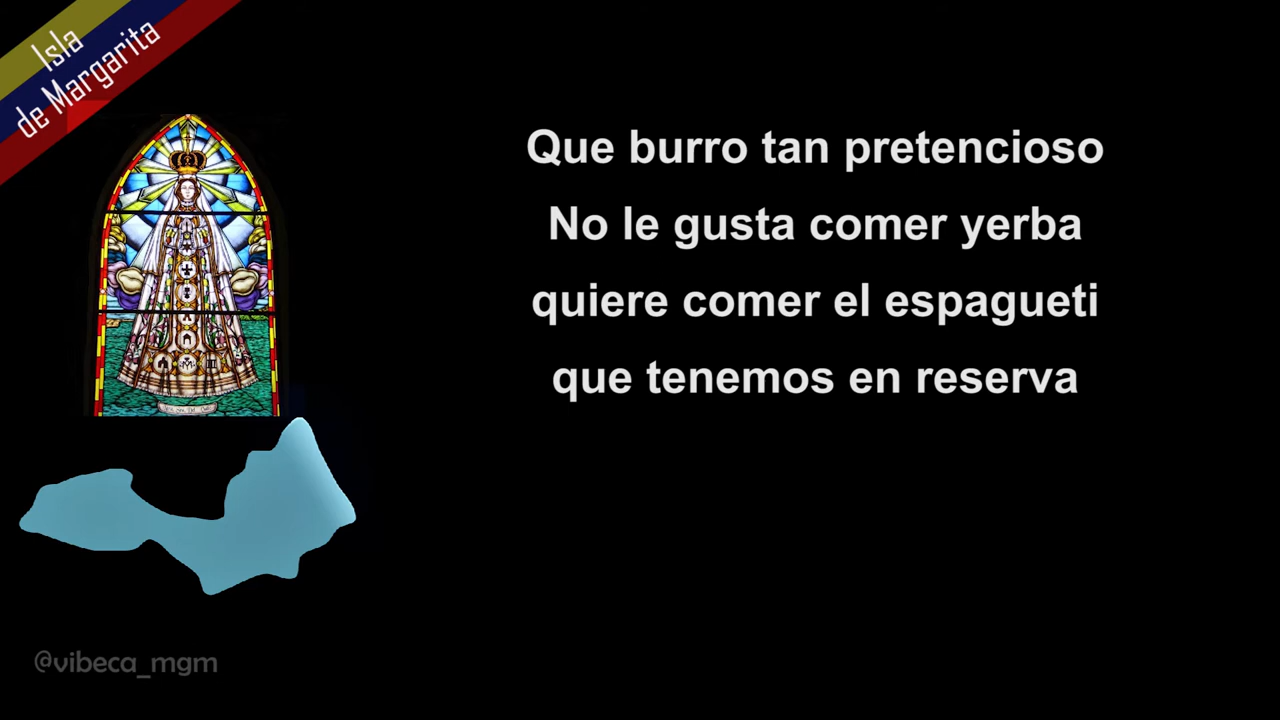 Isla
de Margarita
Que burro tan pretencioso
No le gusta comer yerba
quiere comer el espagueti
que tenemos en reserva
@vibeca_mgm